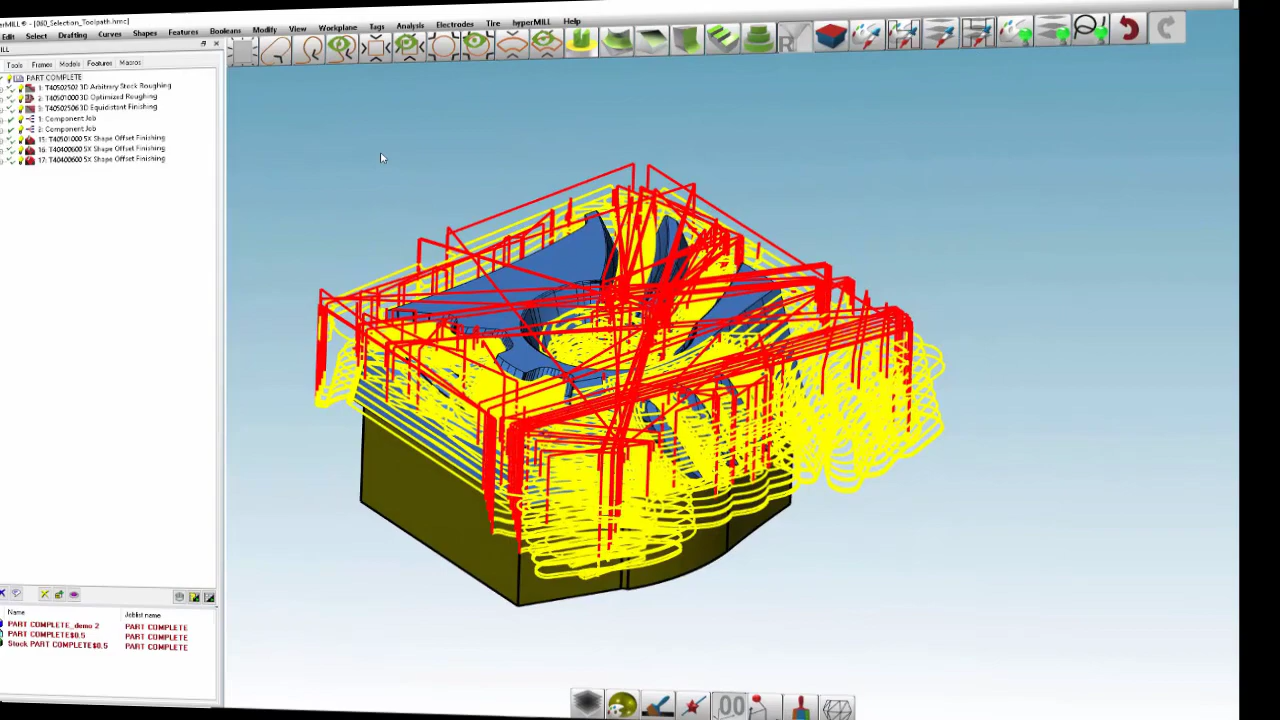 erMILL® - [060_Selection_Toolpath.hmc]
Edit Select Drafting Curves Shapes Features Booleans Modify View Workplane Tags Analysis Electrodes Tire hyperMILL Help
ILL
Tools Frames Models Features Macros
PART COMPLETE
1: T40502502 3D Arbitrary Stock Roughing
2: T40501000 3D Optimized Roughing
3: T40502506 3D Equidistant Finishing
1: Component Job
2: Component Job
15: T40501000 5X Shape Offset Finishing
16: T40400600 5X Shape Offset Finishing
17: T40400600 5X Shape Offset Finishing
Name Joblist name
PART COMPLETE_demo 2 PART COMPLETE
PART COMPLETE$0.5 PART COMPLETE
Stock PART COMPLETE$0.5 PART COMPLETE